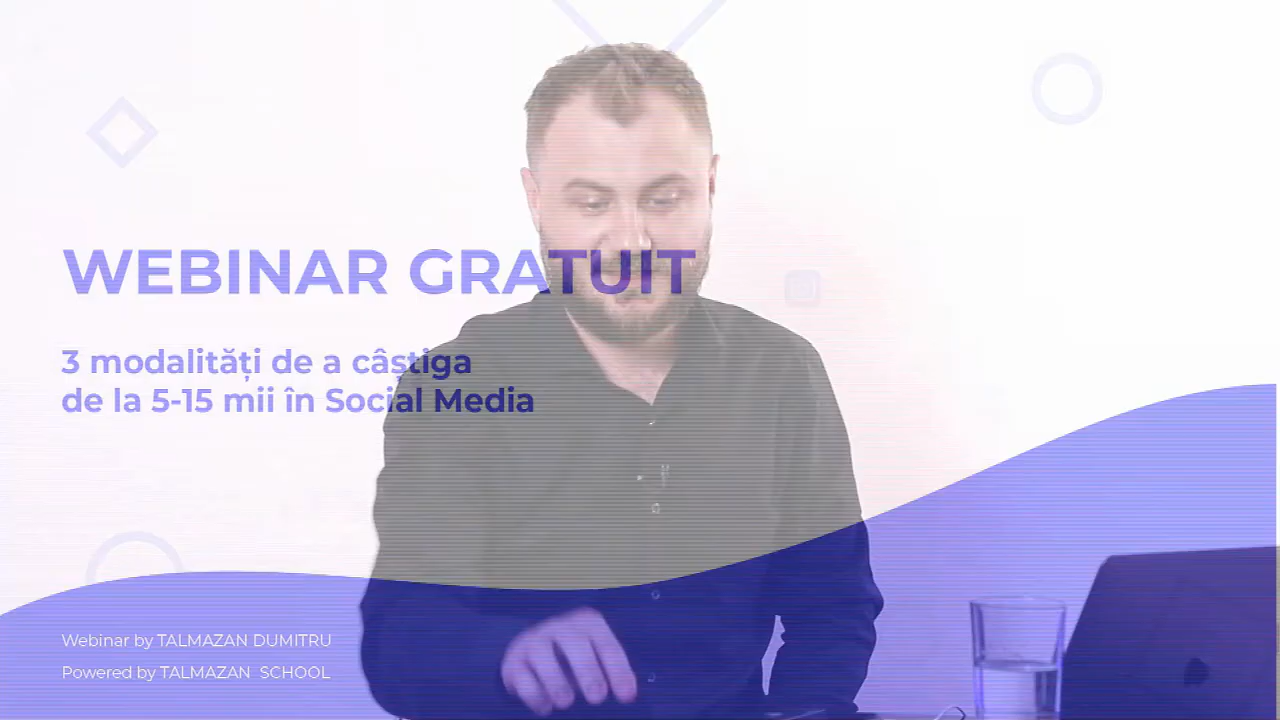 WEBINAR GRATUIT
3 modalități de a câștiga
de la 5-15 mii în Social Media
Webinar by TALMAZAN DUMITRU
Powered by TALMAZAN SCHOOL